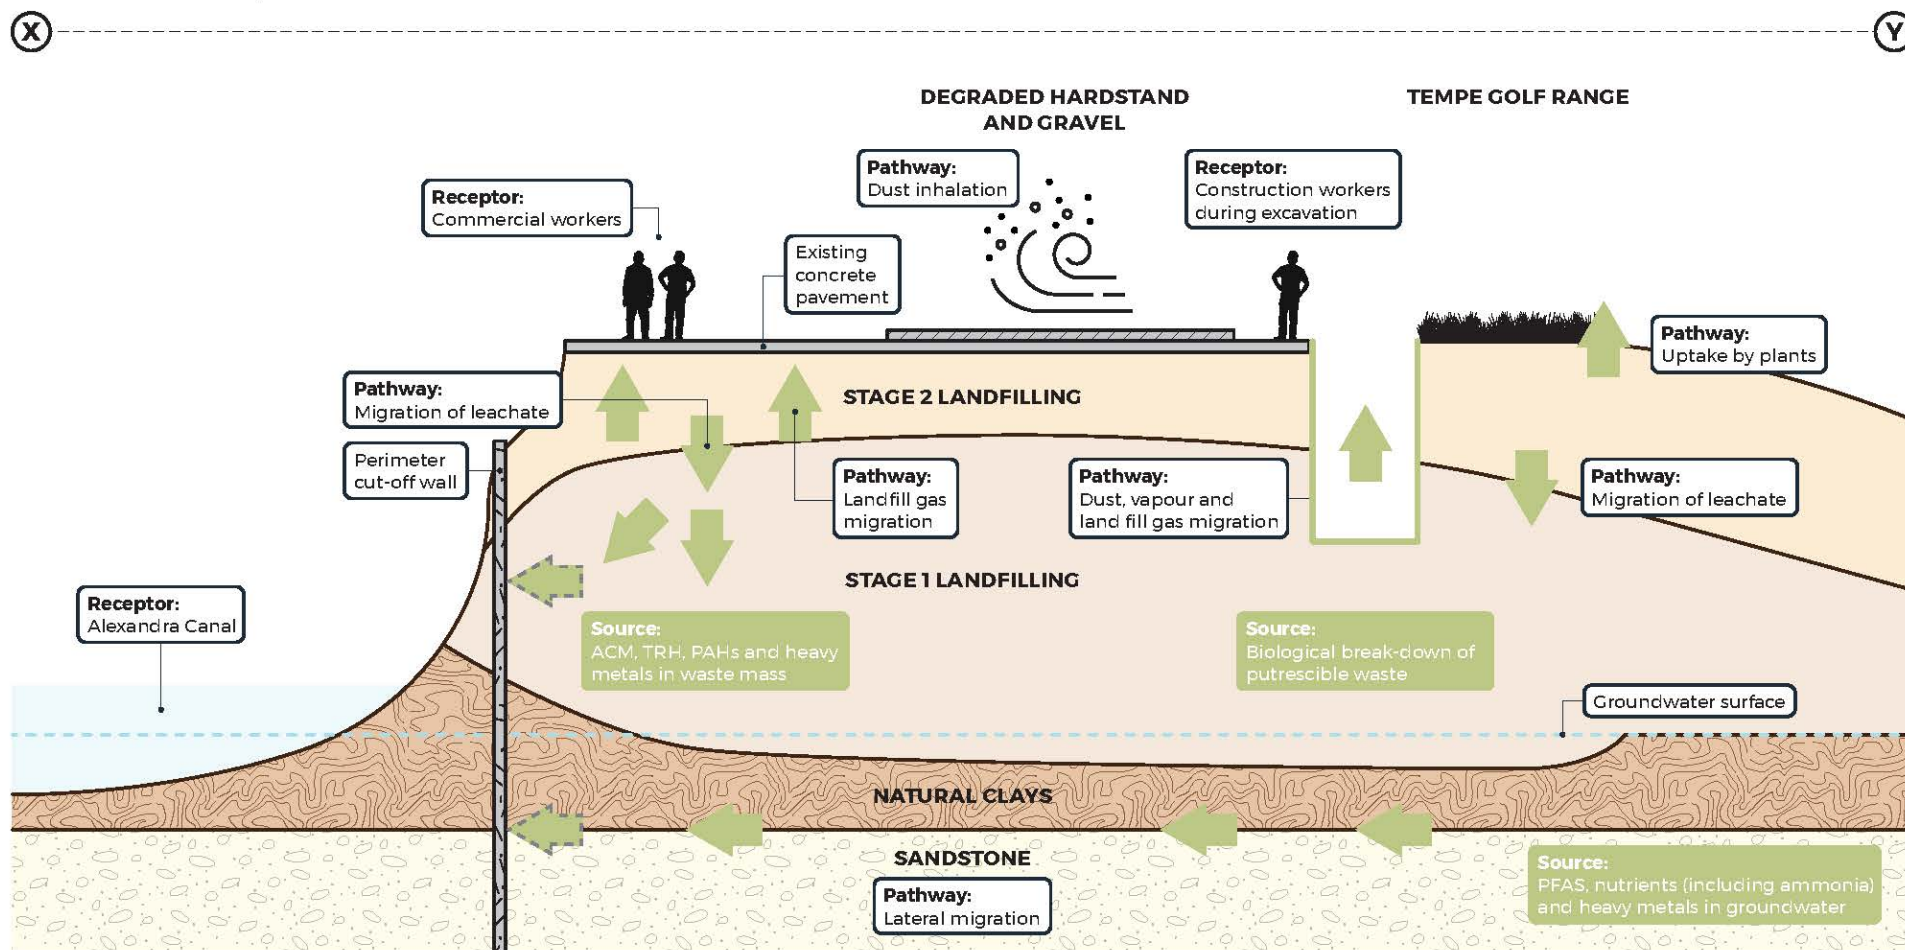 X
Y
DEGRADED HARDSTAND
AND GRAVEL
TEMPE GOLF RANGE
Pathway:
Dust inhalation
Receptor:
Construction workers
during excavation
Receptor:
Commercial workers
Existing
concrete
pavement
Pathway:
Uptake by plants
Pathway:
Migration of leachate
STAGE 2 LANDFILLING
Perimeter
cut-off wall
Pathway:
Landfill gas
migration
Pathway:
Dust, vapour and
land fill gas migration
Pathway:
Migration of leachate
STAGE 1 LANDFILLING
Receptor:
Alexandra Canal
Source:
ACM, TRH, PAHs and heavy
metals in waste mass
Source:
Biological break-down of
putrescible waste
Groundwater surface
NATURAL CLAYS
SANDSTONE
Pathway:
Lateral migration
Source:
PFAS, nutrients (including ammonia)
and heavy metals in groundwater